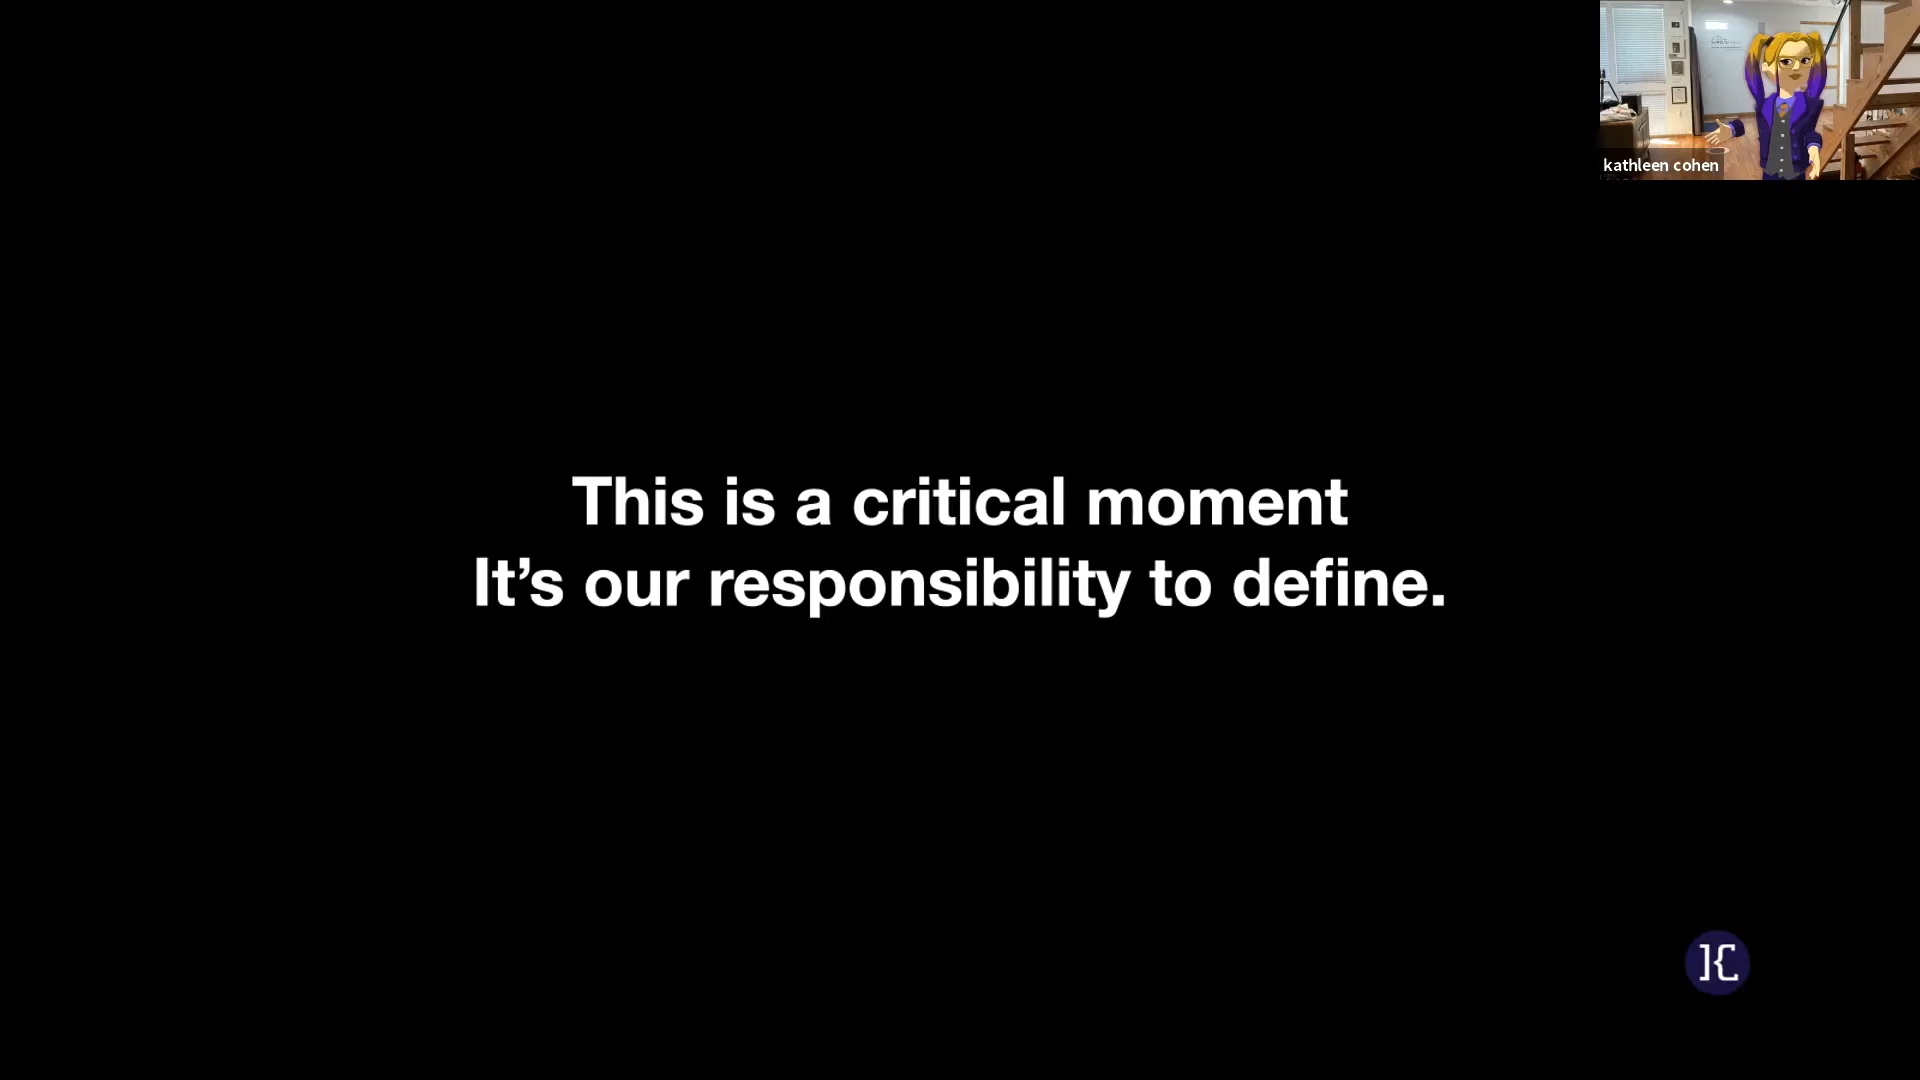 kathleen cohen
This is a critical moment
It's our responsibility to define.